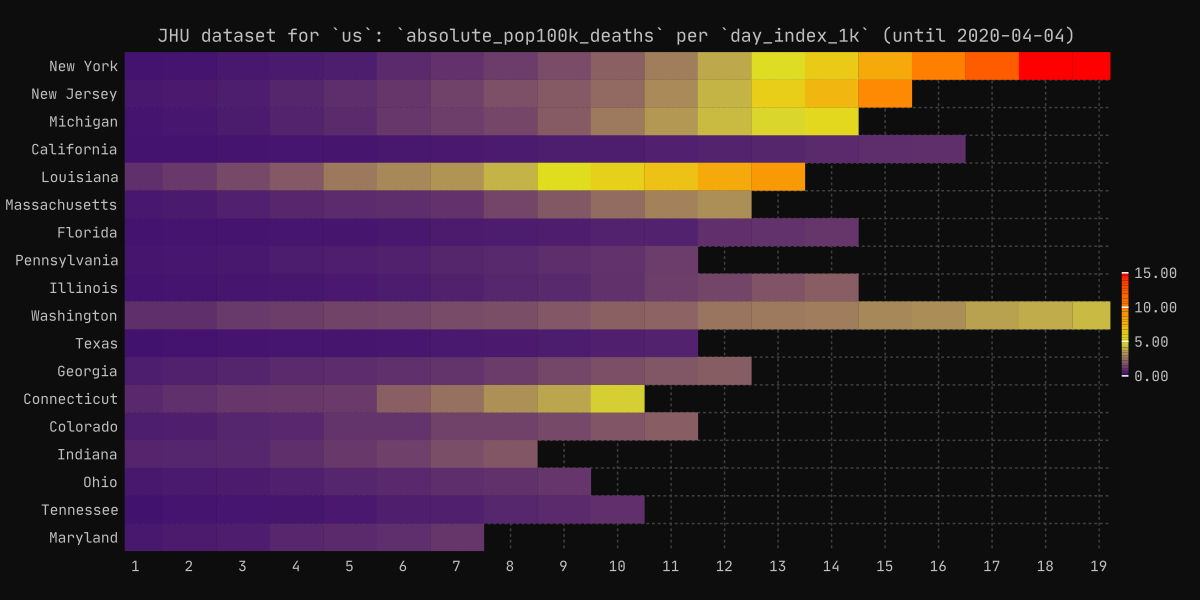 JHU dataset for `us`: `absolute_pop100k_deaths` per `day_index_1k` (until 2020-04-04)
New York
New Jersey
Michigan
California
Louisiana
Massachusetts
Florida
Pennsylvania
Illinois
Washington
Texas
Georgia
Connecticut
Colorado
Indiana
Ohio
Tennessee
Maryland
15.00
10.00
5.00
0.00
1 2 3 4 5 6 7 8 9 10 11 12 13 14 15 16 17 18 19